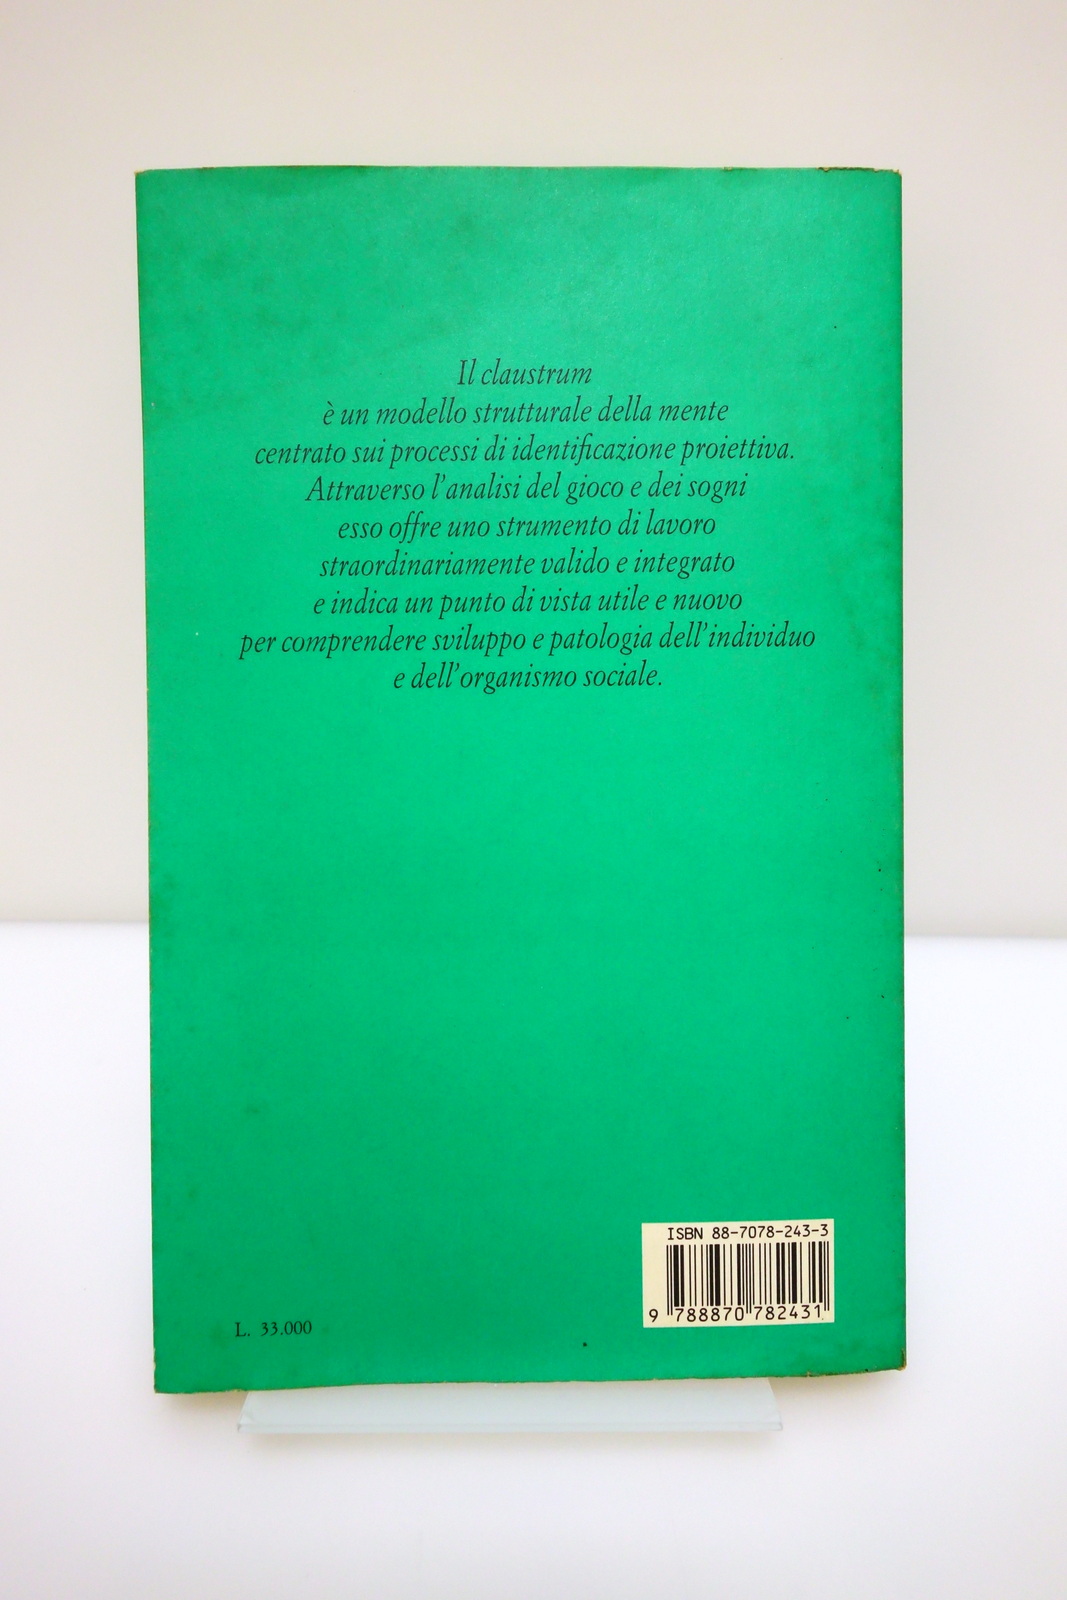 Il claustrum
è un modello strutturale della mente
centrato sui processi di identificazione proiettiva.
Attraverso l'analisi del gioco e dei sogni
esso offre uno strumento di lavoro
straordinariamente valido e integrato
e indica un punto di vista utile e nuovo
per comprendere sviluppo e patologia dell'individuo
e dell'organismo sociale.
ISBN 88-7078-243-3
9 788870 782431
L. 33.000